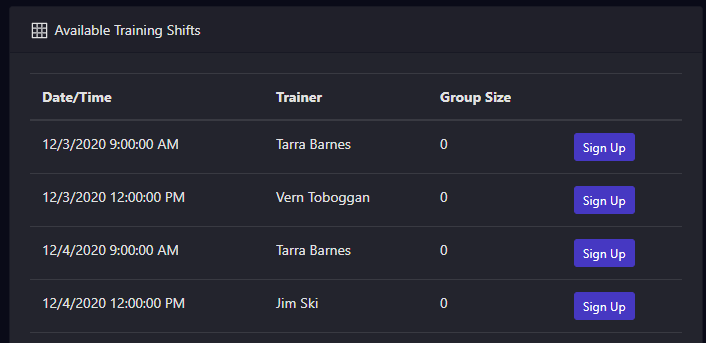 Available Training Shifts
Date/Time Trainer Group Size
12/3/2020 9:00:00 AM Tarra Barnes 0 Sign Up
12/3/2020 12:00:00 PM Vern Toboggan 0 Sign Up
12/4/2020 9:00:00 AM Tarra Barnes 0 Sign Up
12/4/2020 12:00:00 PM Jim Ski 0 Sign Up